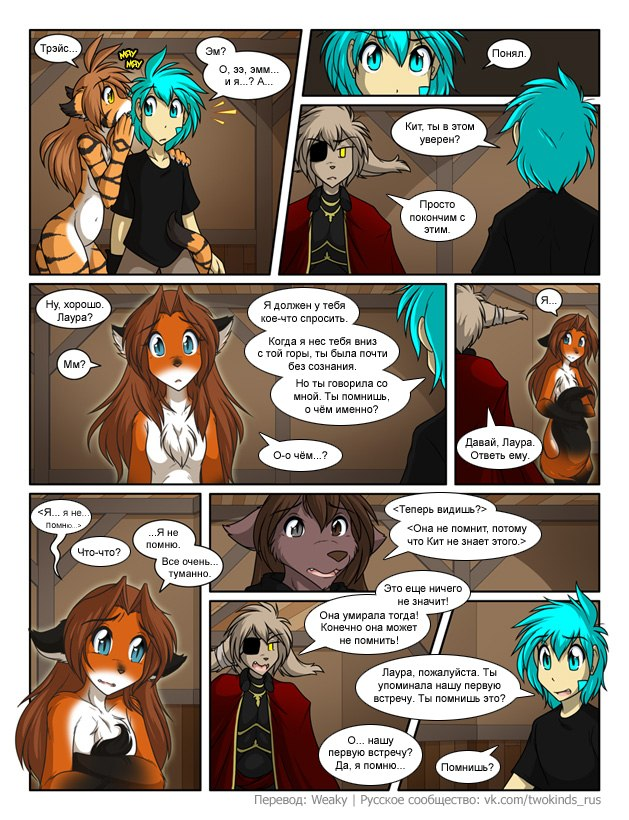 Трэйс...
МЯУ
МЯУ
Эм?
О, ээ, эмм...
и я...? А...
Понял.
Кит, ты в этом
уверен?
Просто
покончим с
этим.
Ну, хорошо.
Лаура?
Мм?
Я должен у тебя
кое-что спросить.
Когда я нес тебя вниз
с той горы, ты была почти
без сознания.
Но ты говорила со
мной. Ты помнишь,
о чём именно?
О-о чём...?
Я...
Давай, Лаура.
Ответь ему.
<Я... я не...
помню...>
Что-что?
...Я не
помню.
Все очень...
туманно.
<Теперь видишь?>
<Она не помнит, потому
что Кит не знает этого.>
Это еще ничего
не значит!
Она умирала тогда!
Конечно она может
не помнить!
Лаура, пожалуйста. Ты
упоминала нашу первую
встречу. Ты помнишь это?
О... нашу
первую встречу?
Да, я помню...
Помнишь?
Перевод: Weaky | Русское сообщество: vk.com/twokinds_rus